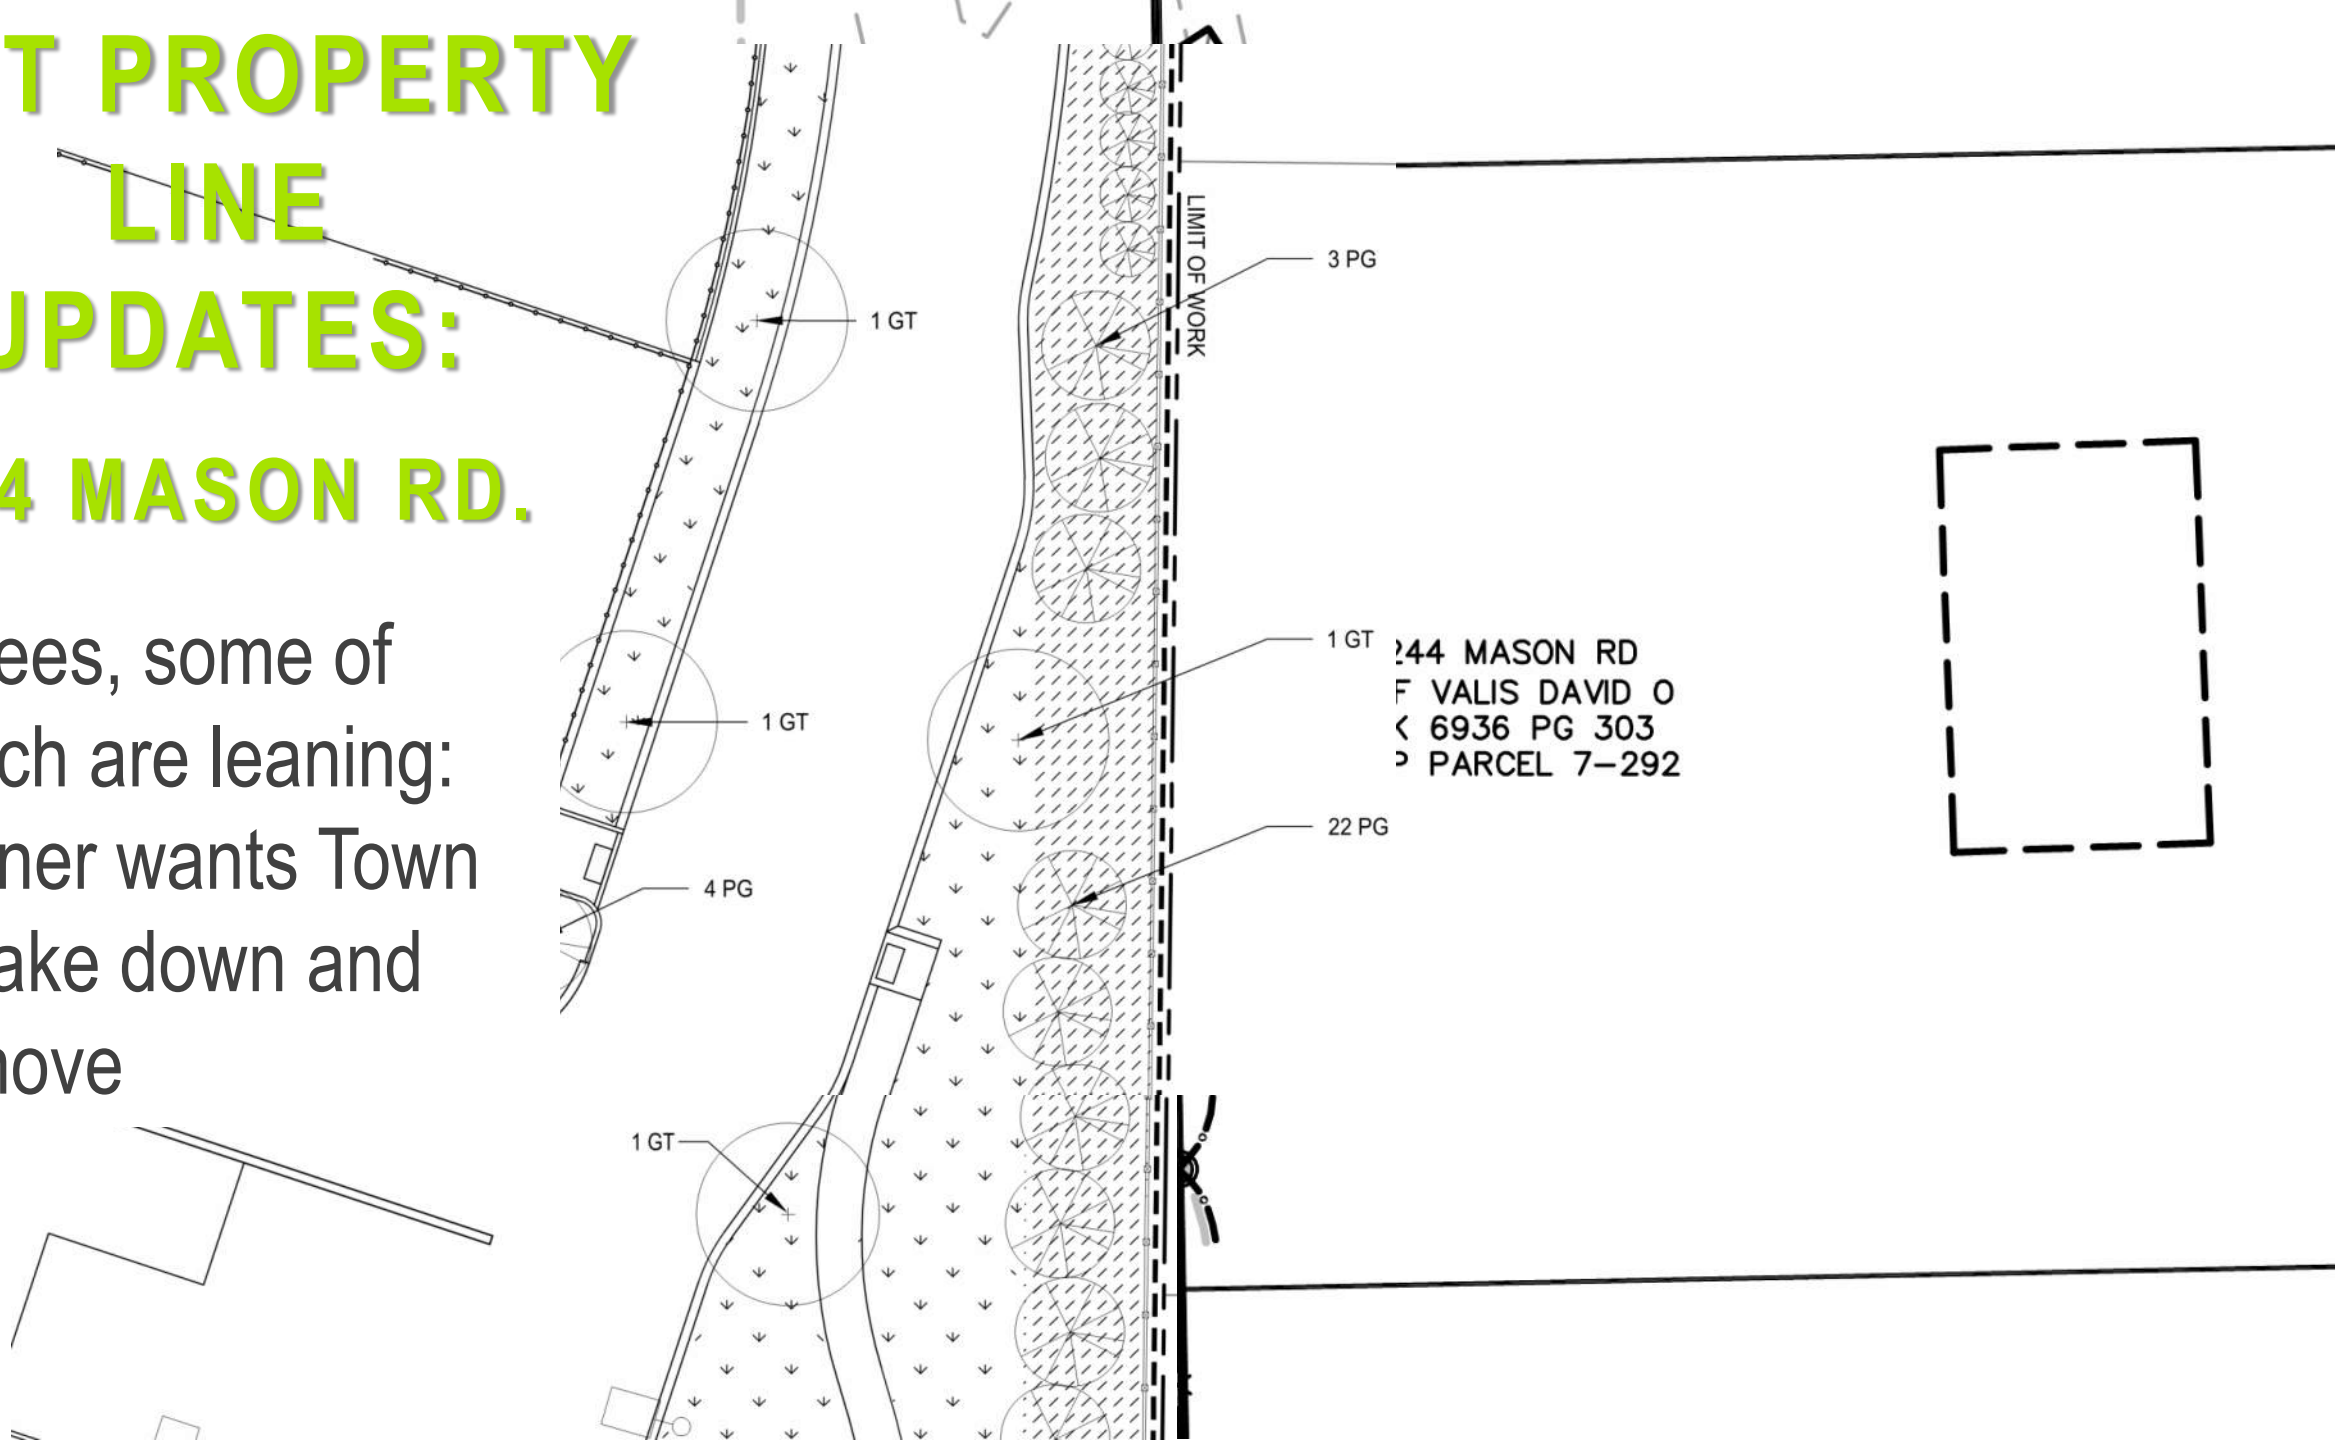 T PROPERTY
LINE
UPDATES:
4 MASON RD.
ees, some of
ch are leaning:
ner wants Town
ake down and
move
1 GT
1 GT
4 PG
1 GT
LIMIT OF WORK
3 PG
1 GT
22 PG
244 MASON RD
F VALIS DAVID O
K 6936 PG 303
P PARCEL 7-292